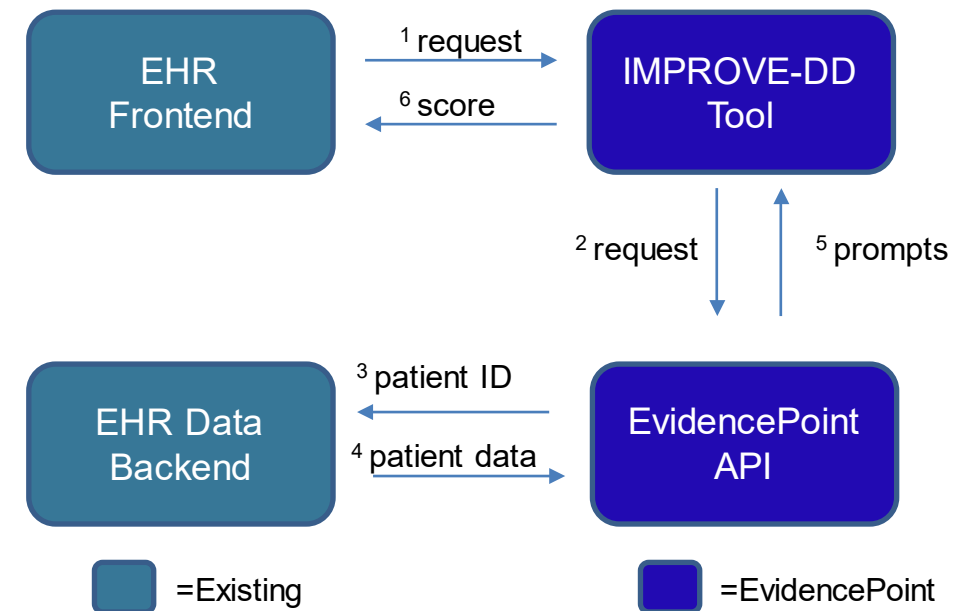 EHR
Frontend
1 request
6 score
IMPROVE-DD
Tool
2 request
5 prompts
EHR Data
Backend
3 patient ID
4 patient data
EvidencePoint
API
=Existing
=EvidencePoint